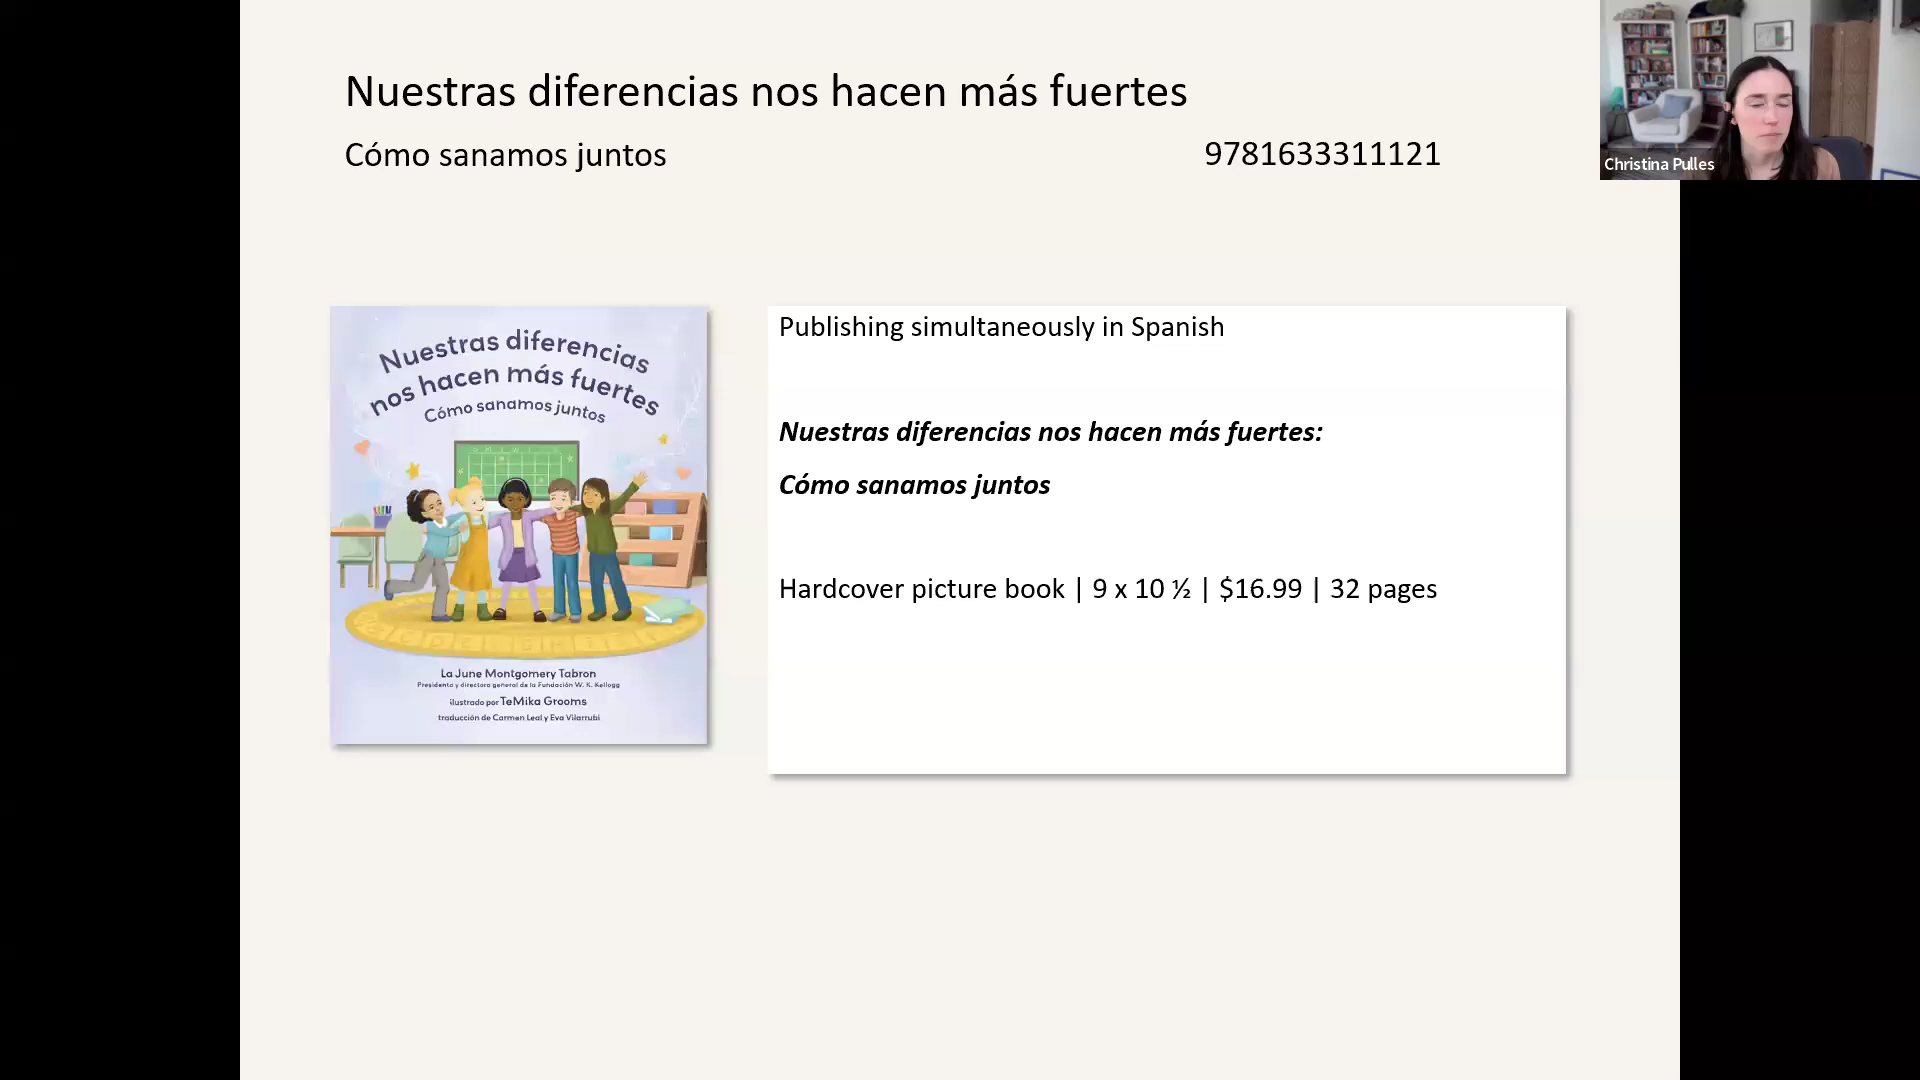 Nuestras diferencias nos hacen más fuertes
Cómo sanamos juntos
9781633311121
Christina Pulles
Nuestras diferencias
nos hacen más fuertes
Cómo sanamos juntos
La June Montgomery Tabron
Presidenta y directora general de la Fundación W. K. Kellogg
ilustrado por TeMika Grooms
traducción de Carmen Leal y Eva Vilarrubi
Publishing simultaneously in Spanish
Nuestras diferencias nos hacen más fuertes:
Cómo sanamos juntos
Hardcover picture book | 9 x 10 ½ | $16.99 | 32 pages